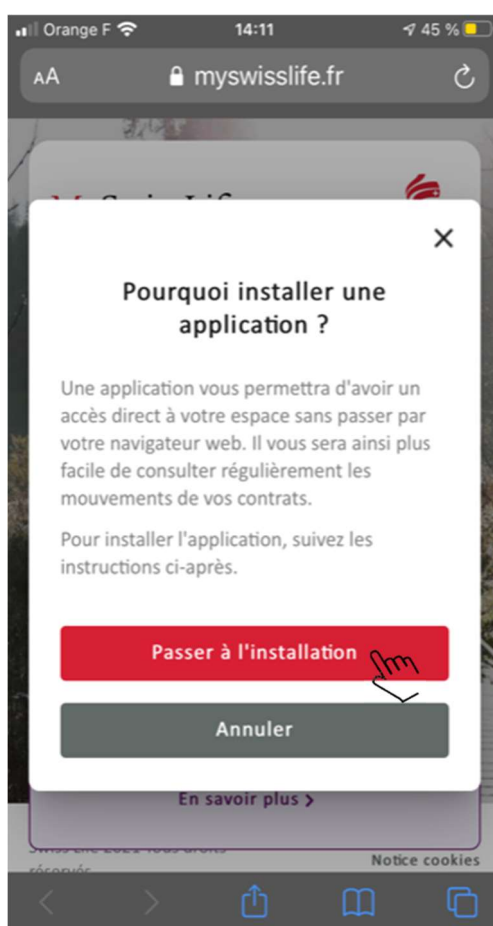 Orange F 14:11 45 %
AA myswisslife.fr
Pourquoi installer une
application ?
Une application vous permettra d'avoir un
accès direct à votre espace sans passer par
votre navigateur web. Il vous sera ainsi plus
facile de consulter régulièrement les
mouvements de vos contrats.
Pour installer l'application, suivez les
instructions ci-après.
Passer à l'installation
Annuler
En savoir plus >
Notice cookies